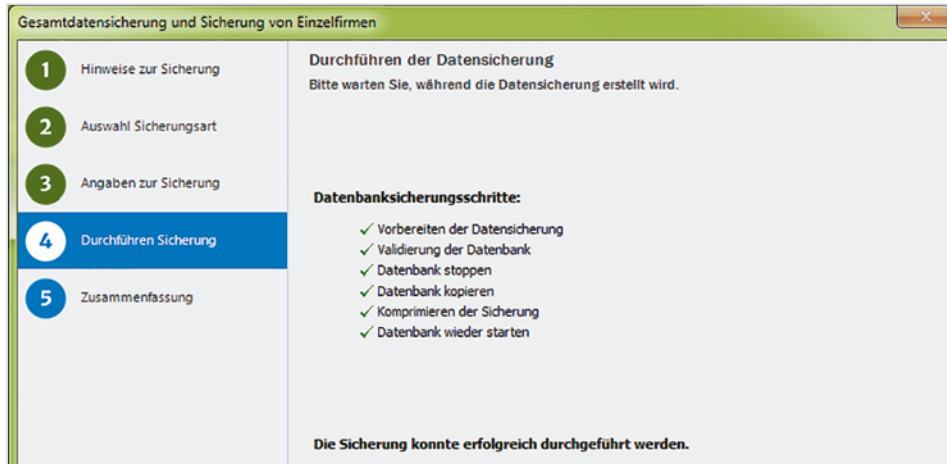 Gesamtdatensicherung und Sicherung von Einzelfirmen
1 Hinweise zur Sicherung
2 Auswahl Sicherungsart
3 Angaben zur Sicherung
4 Durchführen Sicherung
5 Zusammenfassung
Durchführen der Datensicherung
Bitte warten Sie, während die Datensicherung erstellt wird.
Datenbanksicherungsschritte:
✓ Vorbereiten der Datensicherung
✓ Validierung der Datenbank
✓ Datenbank stoppen
✓ Datenbank kopieren
✓ Komprimieren der Sicherung
✓ Datenbank wieder starten
Die Sicherung konnte erfolgreich durchgeführt werden.